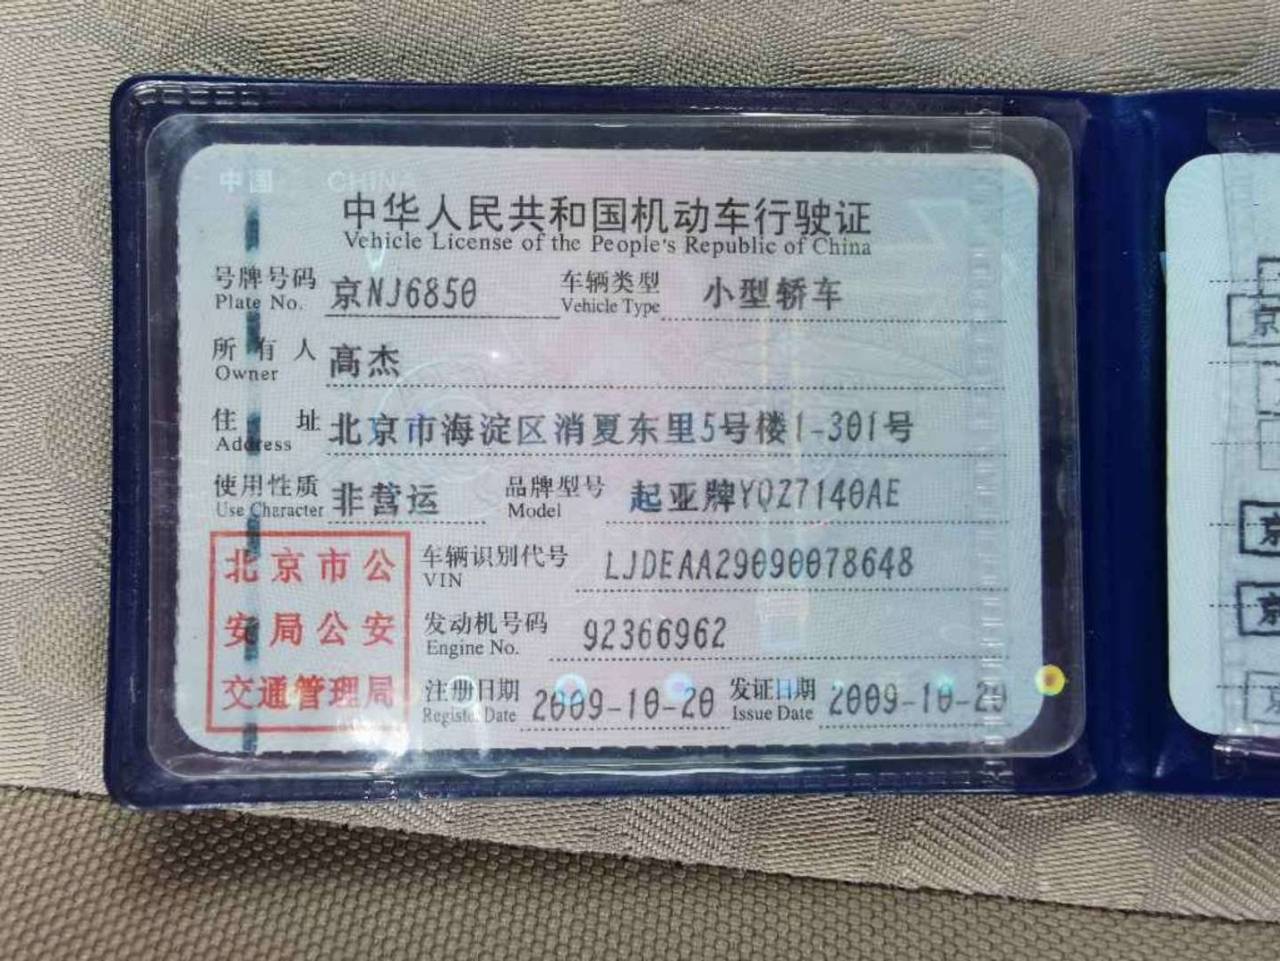 中国 CHINA
中华人民共和国机动车行驶证
Vehicle License of the People's Republic of China
号牌号码 京NJ6850 车辆类型 小型轿车
Plate No. Vehicle Type
所有人 高杰
Owner
住址 北京市海淀区消夏东里5号楼1-301号
Address
使用性质 非营运 品牌型号 起亚牌YQZ7140AE
Use Character Model
车辆识别代号 LJDEAA29090078648
VIN
发动机号码 92366962
Engine No.
注册日期 2009-10-20 发证日期 2009-10-20
Register Date Issue Date
北京市公
安局公安
交通管理局
京
京
京